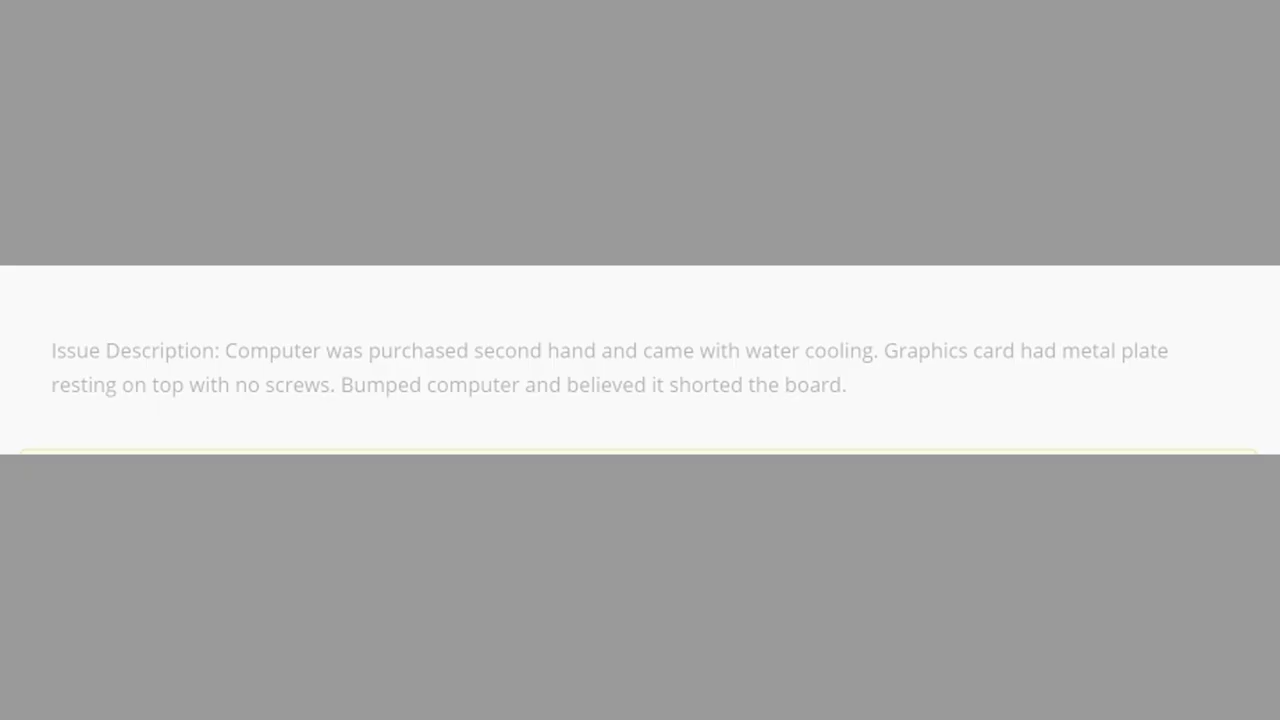 Issue Description: Computer was purchased second hand and came with water cooling. Graphics card had metal plate
resting on top with no screws. Bumped computer and believed it shorted the board.